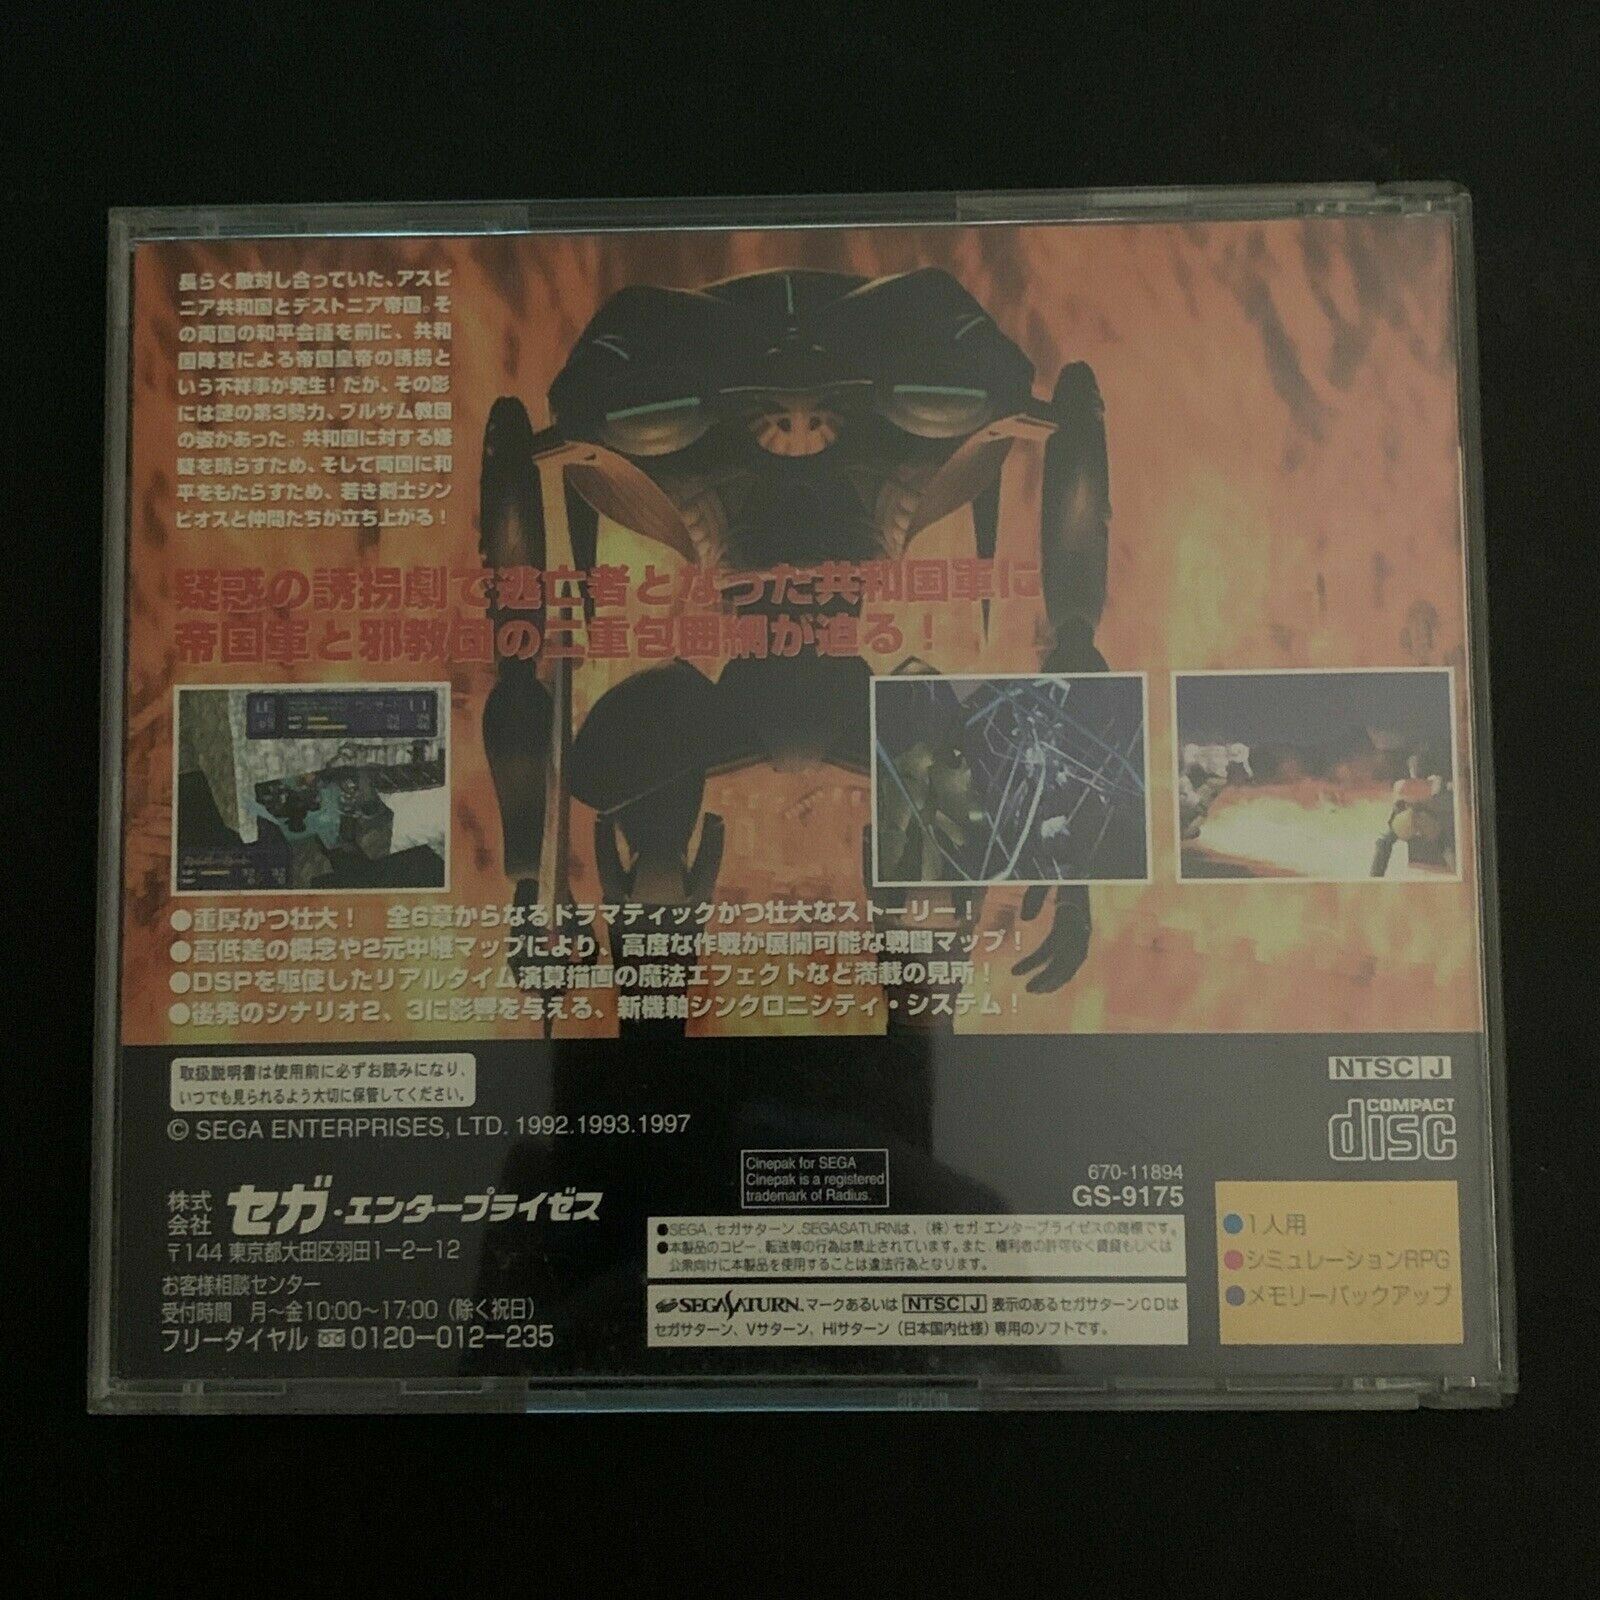 長らく敵対し合っていた、アスピ
ニア共和国とデストニア帝国。そ
の両国の和平会議を前に、共和
国陣営による帝国皇帝の誘拐と
いう不祥事が発生!だが、その影
には謎の第3勢力、ブルザム教団
の姿があった。共和国に対する嫌
疑を晴らすため、そして両国に和
平をもたらすため、若き剣士シン
ビオスと仲間たちが立ち上がる!
疑惑の誘拐劇で逃亡者となった共和国軍に
帝国軍と邪教団の二重包囲網が迫る!
●重厚かつ壮大! 全6章からなるドラマティックかつ壮大なストーリー!
●高低差の概念や2元中継マップにより、高度な作戦が展開可能な戦闘マップ!
●DSPを駆使したリアルタイム演算描画の魔法エフェクトなど満載の見所!
●後発のシナリオ2、3に影響を与える、新機軸シンクロニシティ・システム!
取扱説明書は使用前に必ずお読みになり、
いつでも見られるよう大切に保管してください。
© SEGA ENTERPRISES, LTD. 1992.1993.1997
NTSC J
COMPACT
disc
Cinepak for SEGA
Cinepak is a registered
trademark of Radius.
670-11894
GS-9175
株式会社 セガ・エンタープライゼス
〒144 東京都大田区羽田1-2-12
お客様相談センター
受付時間 月〜金10:00〜17:00(除く祝日)
フリーダイヤル 0120-012-235
●SEGA、セガサターン、SEGASATURNは、(株)セガ・エンタープライゼスの商標です。
●本製品のコピー、転送等の行為は禁止されています。また、権利者の許可なく賃貸もしくは
公衆向けに本製品を使用することは違法行為となります。
SEGASATURN.マークあるいは NTSC J 表示のあるセガサターンCDは
セガサターン、Vサターン、Hiサターン(日本国内仕様)専用のソフトです。
●1人用
●シミュレーションRPG
●メモリーバックアップ